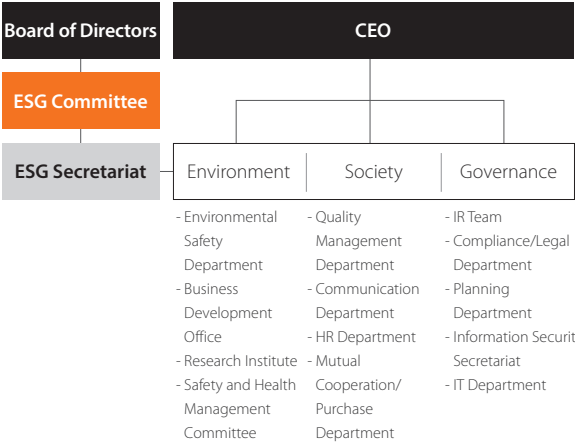 Board of Directors
CEO
ESG Committee
ESG Secretariat
Environment
Society
Governance
- Environmental
Safety
Department
- Business
Development
Office
- Research Institute
- Safety and Health
Management
Committee
- Quality
Management
Department
- Communication
Department
- HR Department
- Mutual
Cooperation/
Purchase
Department
- IR Team
- Compliance/Legal
Department
- Planning
Department
- Information Securit
Secretariat
- IT Department